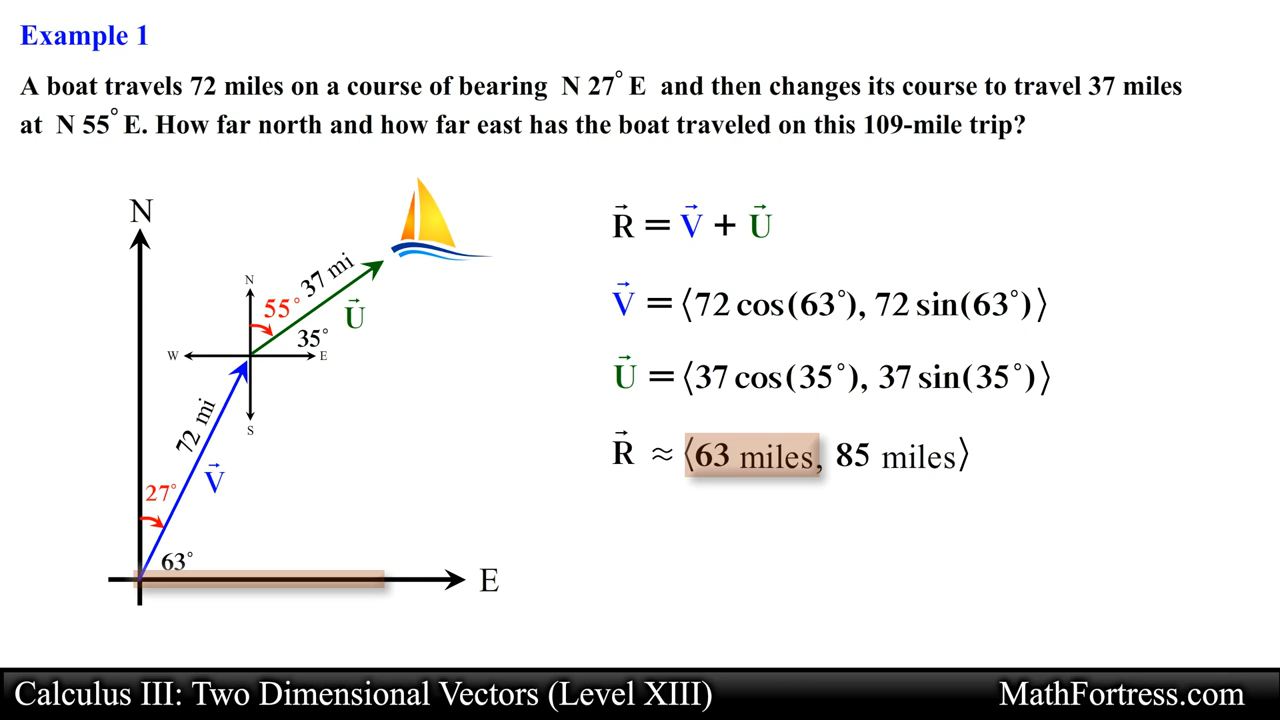 Example 1
A boat travels 72 miles on a course of bearing N 27° E and then changes its course to travel 37 miles
at N 55° E. How far north and how far east has the boat traveled on this 109-mile trip?
N
R⃗ = V⃗ + U⃗
N
55°
37 mi
U⃗
V⃗ = ⟨72 cos(63°), 72 sin(63°)⟩
35°
W
E
U⃗ = ⟨37 cos(35°), 37 sin(35°)⟩
72 mi
S
R⃗ ≈ ⟨63 miles, 85 miles⟩
V⃗
27°
63°
E
Calculus III: Two Dimensional Vectors (Level XIII)
MathFortress.com